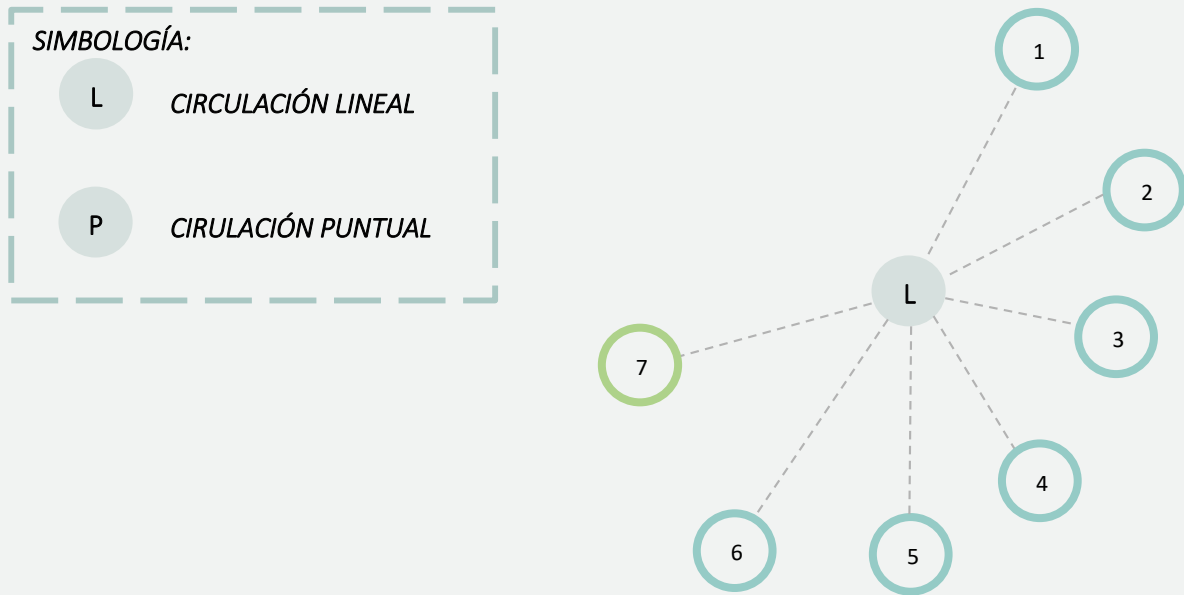 SIMBOLOGÍA:
L CIRCULACIÓN LINEAL
P CIRULACIÓN PUNTUAL
1
2
L
3
7
4
6
5